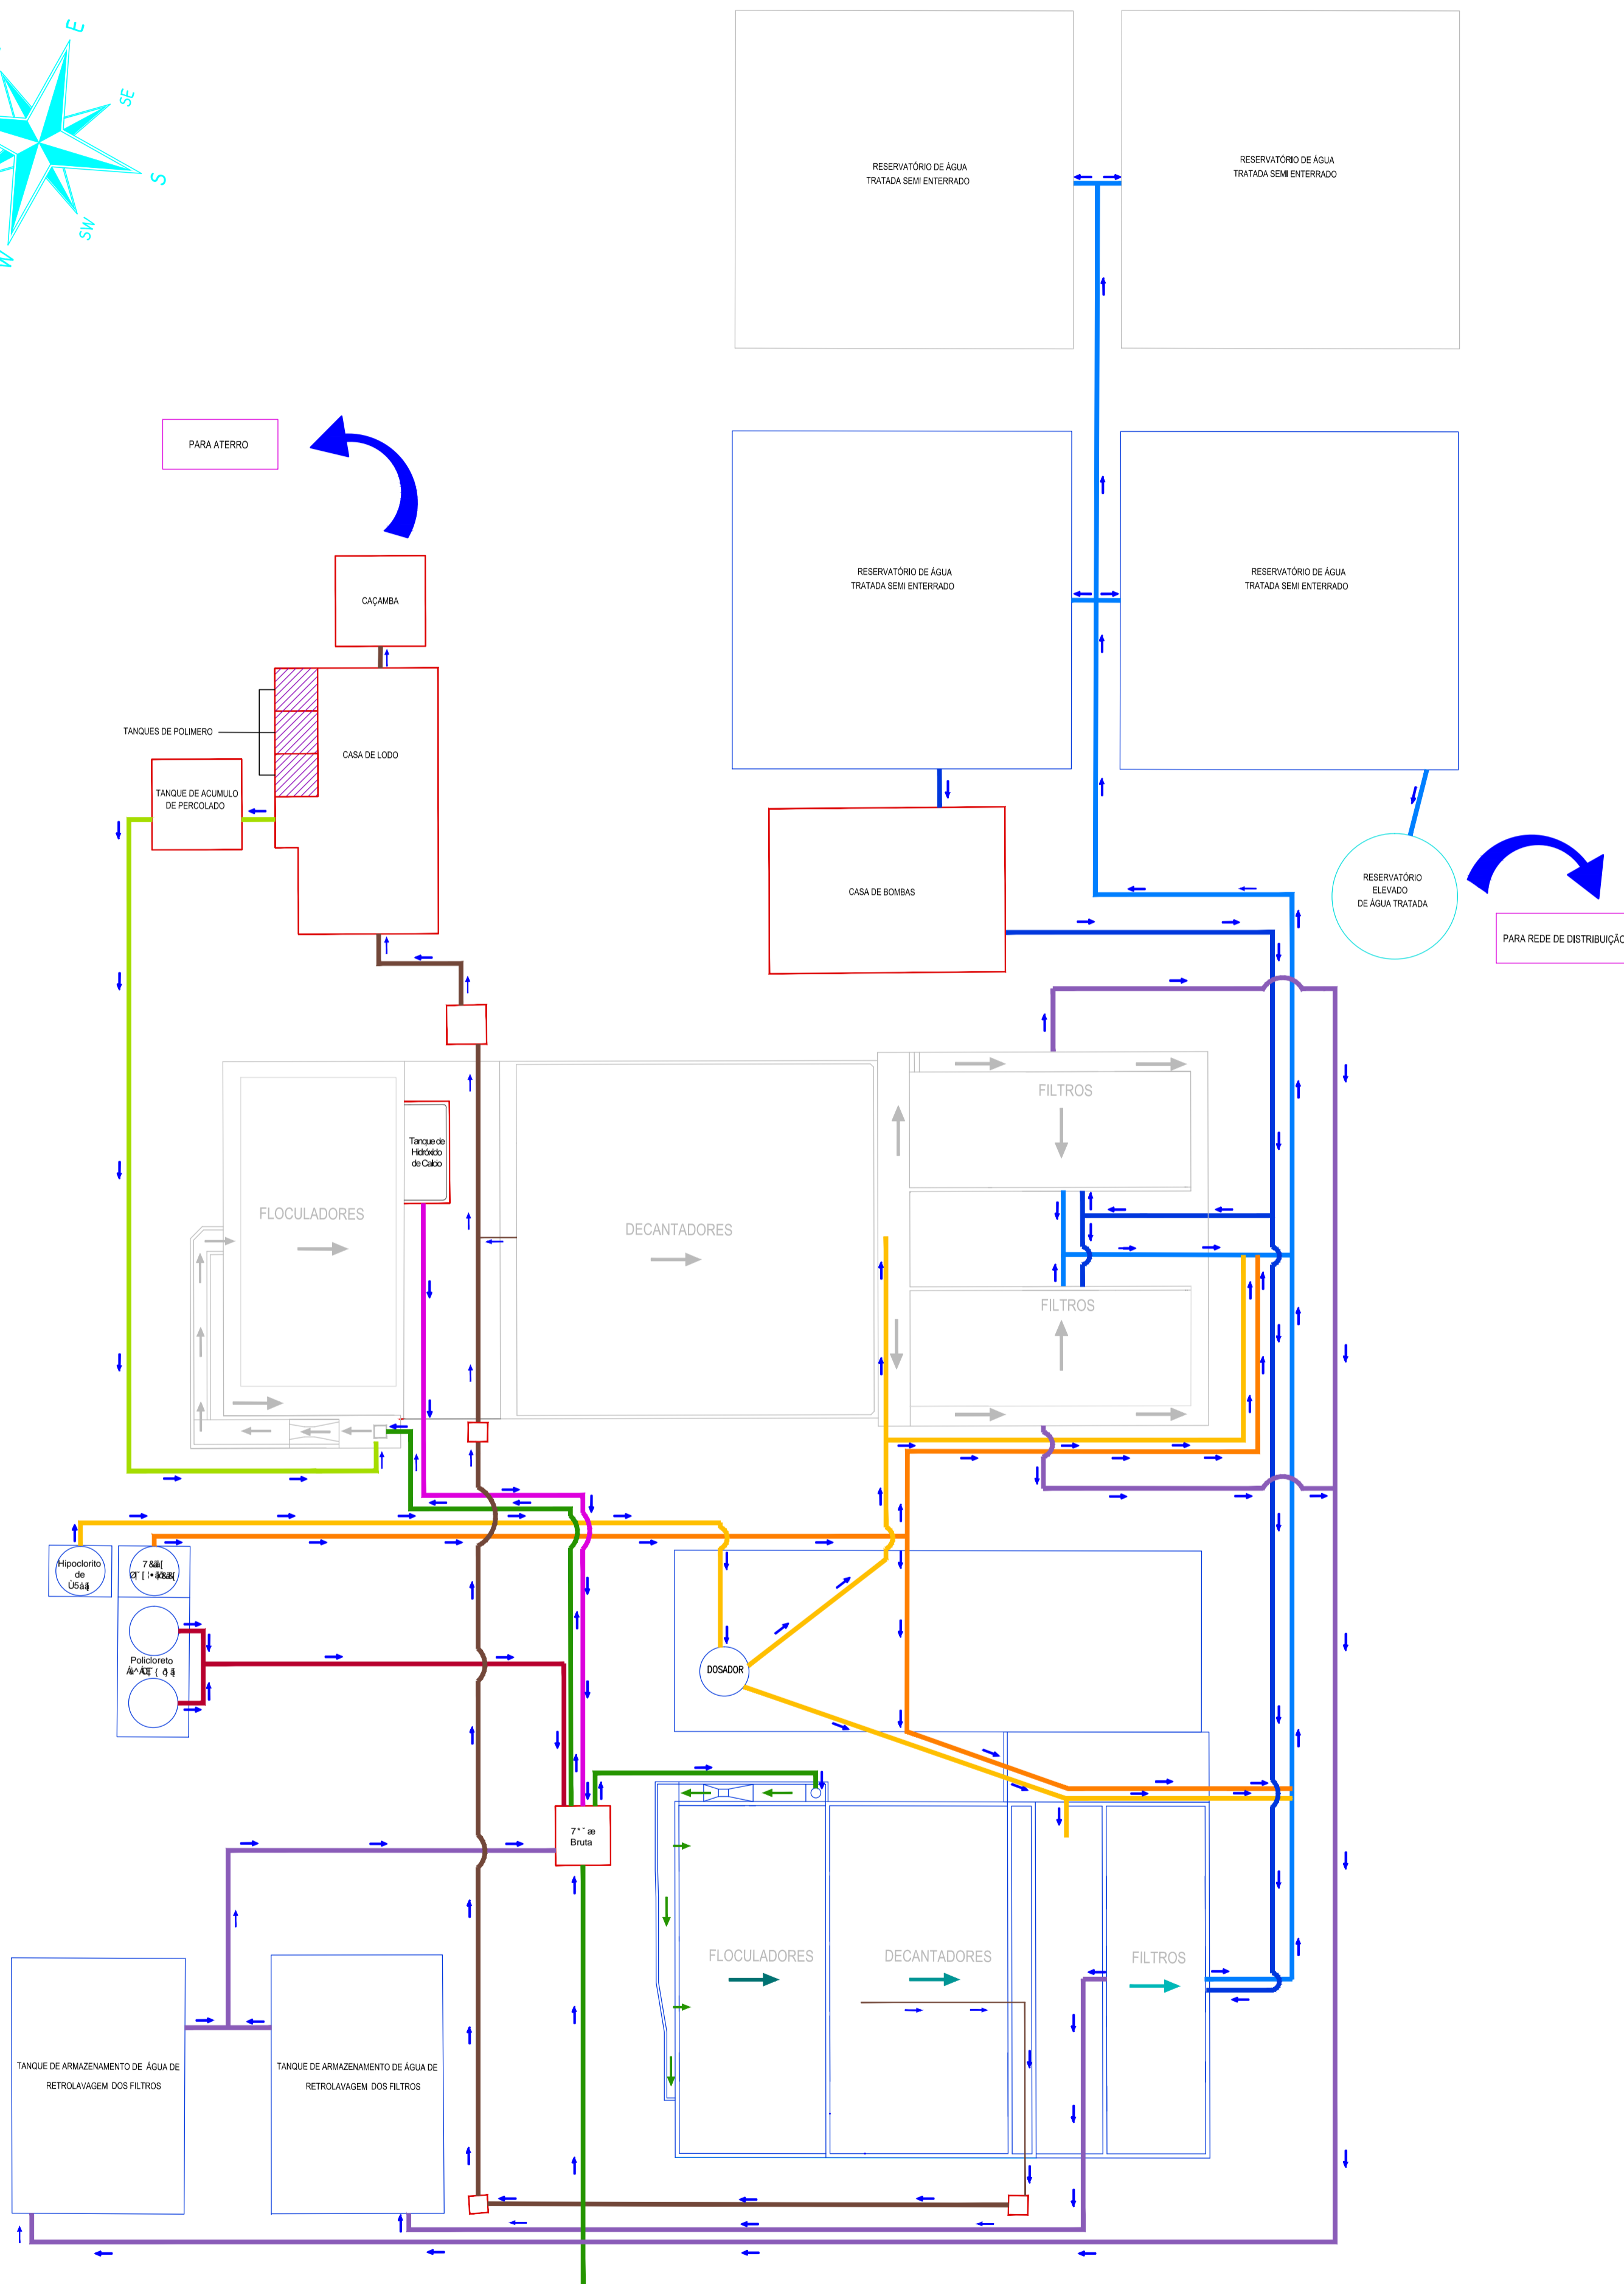 E
SE
S
SW
W
RESERVATÓRIO DE ÁGUA
TRATADA SEMI ENTERRADO
RESERVATÓRIO DE ÁGUA
TRATADA SEMI ENTERRADO
PARA ATERRO
RESERVATÓRIO DE ÁGUA
TRATADA SEMI ENTERRADO
RESERVATÓRIO DE ÁGUA
TRATADA SEMI ENTERRADO
CAÇAMBA
TANQUES DE POLIMERO
CASA DE LODO
TANQUE DE ACUMULO
DE PERCOLADO
CASA DE BOMBAS
RESERVATÓRIO
ELEVADO
DE ÁGUA TRATADA
PARA REDE DE DISTRIBUIÇÃO
FILTROS
Tanque de
Hidróxido
de Calcio
FLOCULADORES
DECANTADORES
FILTROS
Hipoclorito
de
Policloreto
DOSADOR
Bruta
FLOCULADORES
DECANTADORES
FILTROS
TANQUE DE ARMAZENAMENTO DE ÁGUA DE
RETROLAVAGEM DOS FILTROS
TANQUE DE ARMAZENAMENTO DE ÁGUA DE
RETROLAVAGEM DOS FILTROS